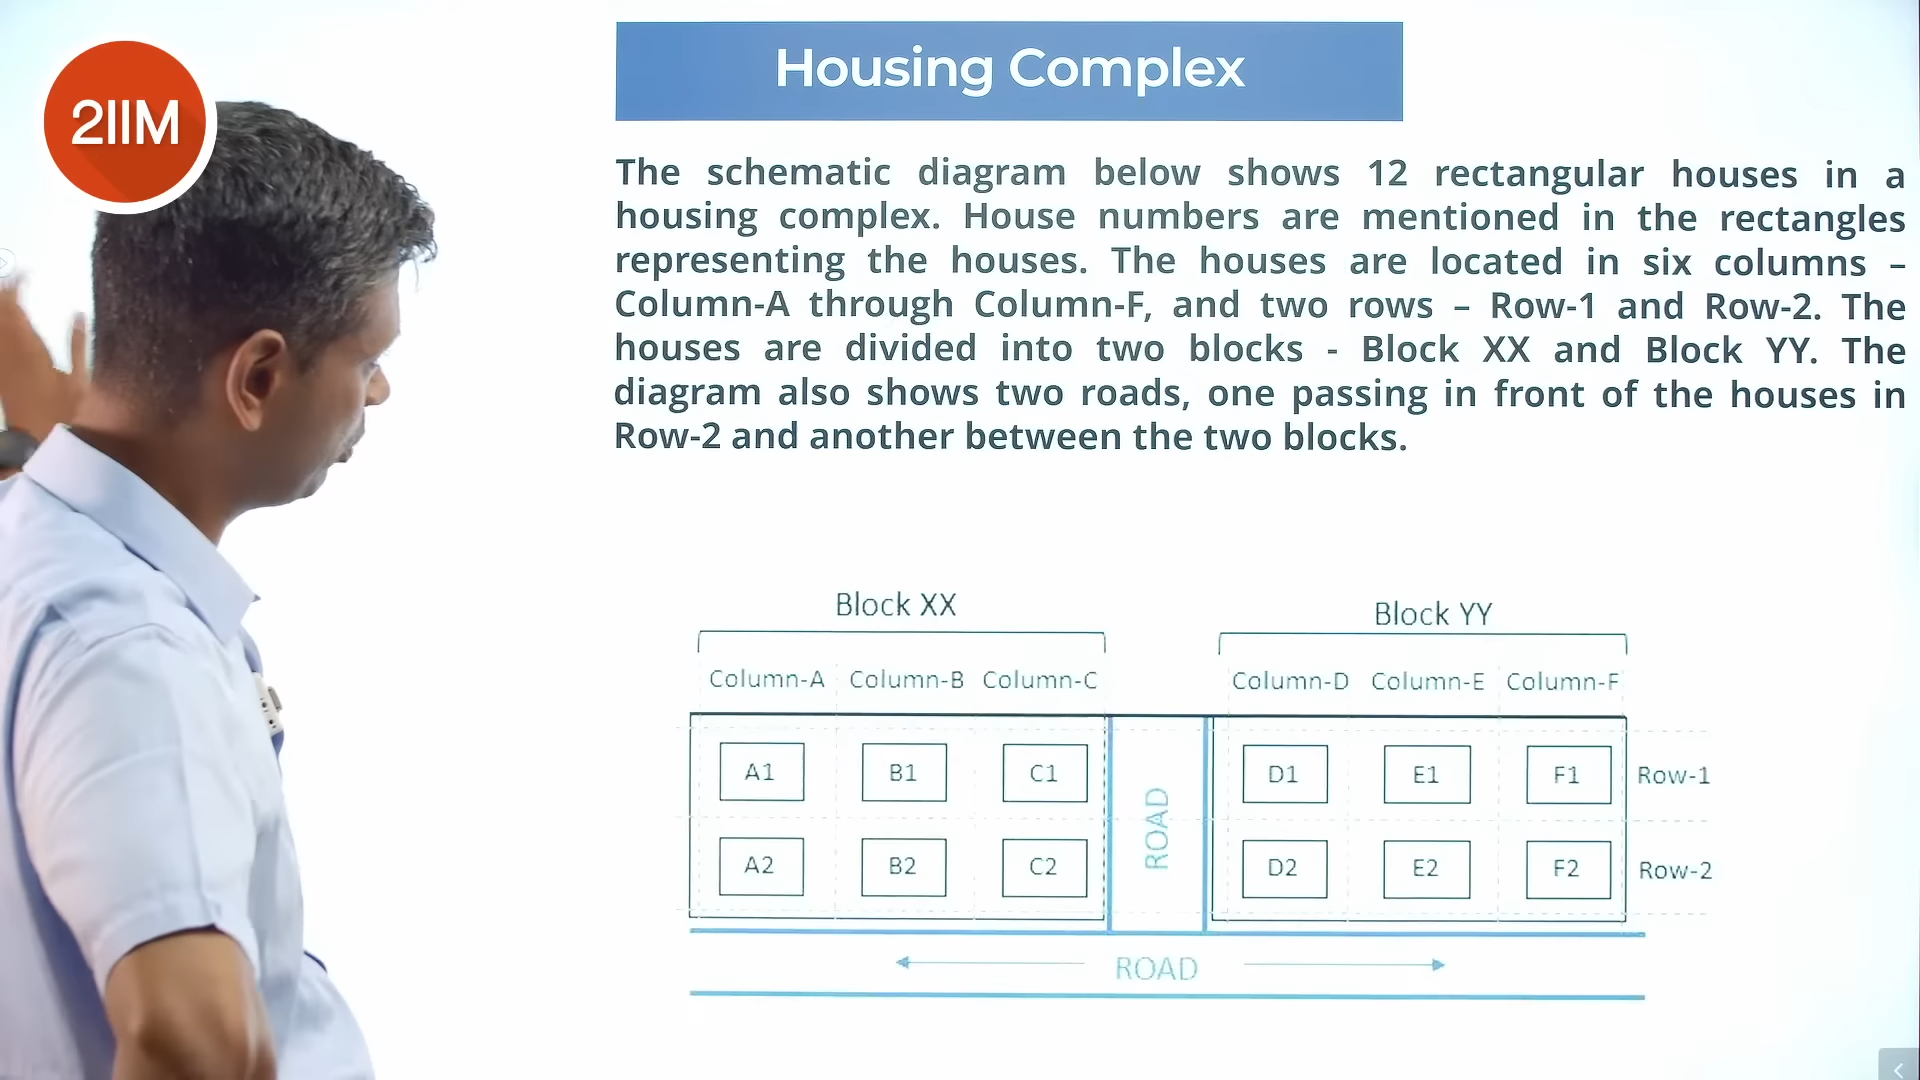 2IIM
Housing Complex
The schematic diagram below shows 12 rectangular houses in a
housing complex. House numbers are mentioned in the rectangles
representing the houses. The houses are located in six columns –
Column-A through Column-F, and two rows – Row-1 and Row-2. The
houses are divided into two blocks - Block XX and Block YY. The
diagram also shows two roads, one passing in front of the houses in
Row-2 and another between the two blocks.
Block XX Block YY
Column-A Column-B Column-C Column-D Column-E Column-F
A1 B1 C1 D1 E1 F1 Row-1
ROAD
A2 B2 C2 D2 E2 F2 Row-2
ROAD